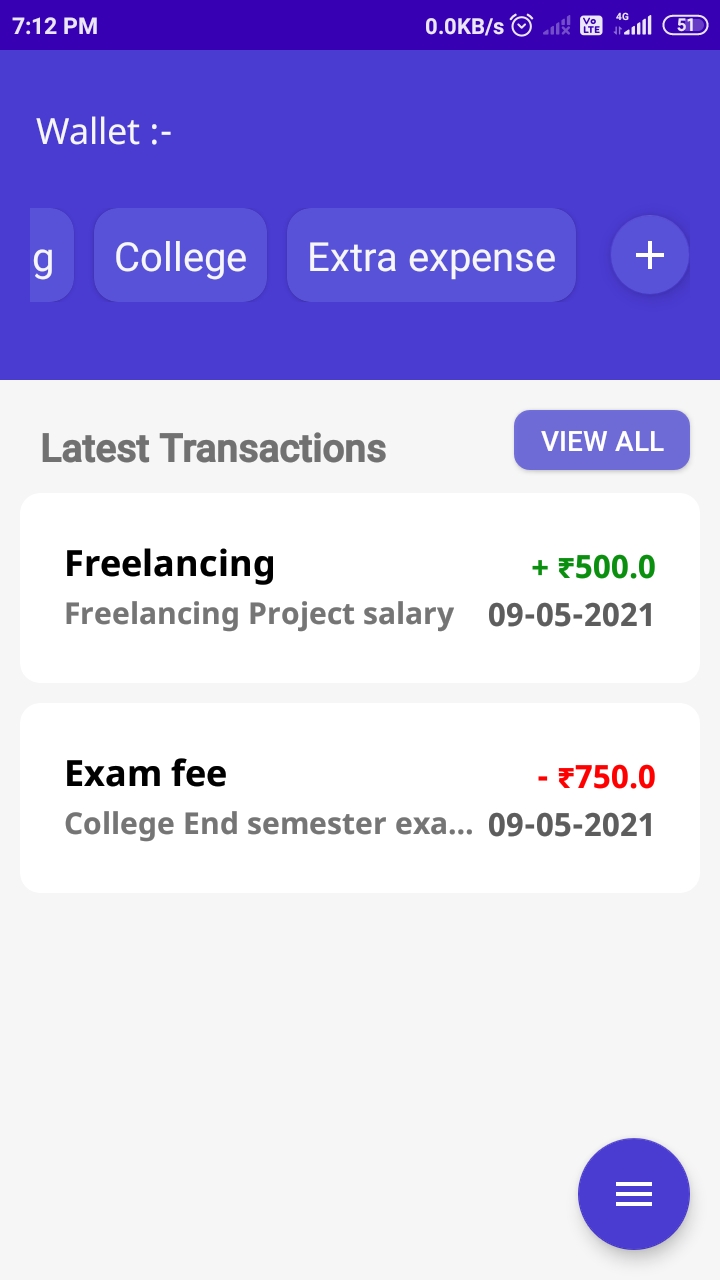 7:12 PM 0.0KB/s Vo LTE 4G 51
Wallet :-
g College Extra expense +
Latest Transactions VIEW ALL
Freelancing + ₹500.0
Freelancing Project salary 09-05-2021
Exam fee - ₹750.0
College End semester exa... 09-05-2021